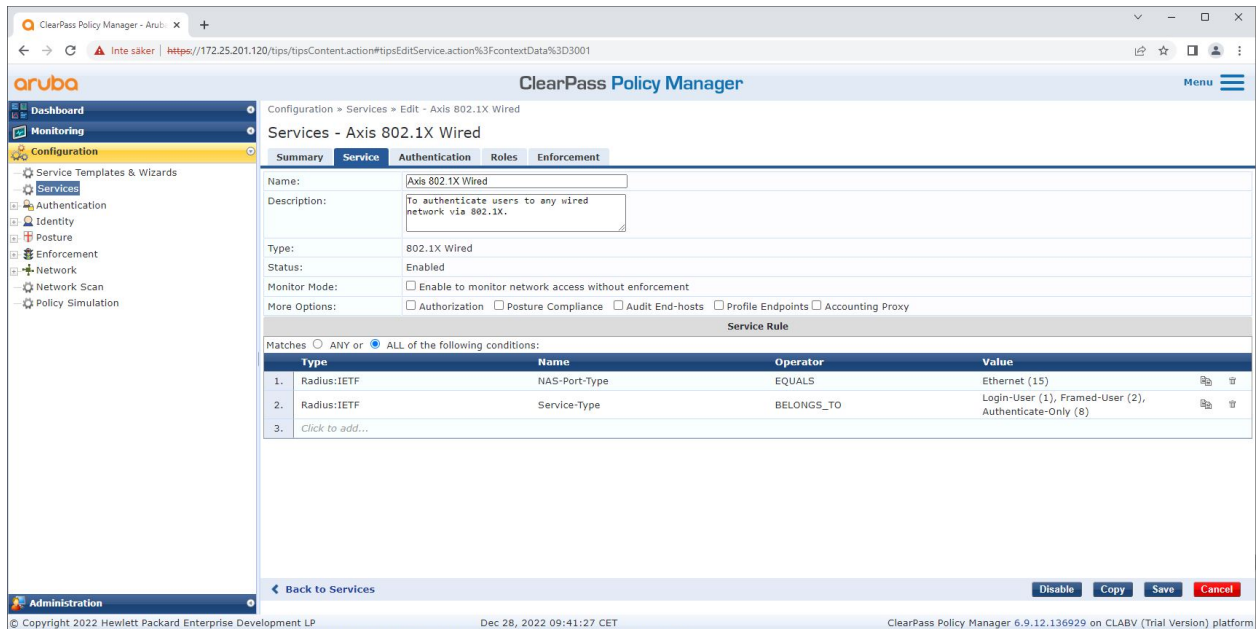 ClearPass Policy Manager - Arub
Inte säker | https://172.25.201.120/tips/tipsContent.action#tipsEditService.action%3FcontextData%3D3001
aruba
ClearPass Policy Manager
Menu
Dashboard
Monitoring
Configuration
Service Templates & Wizards
Services
Authentication
Identity
Posture
Enforcement
Network
Network Scan
Policy Simulation
Administration
Configuration » Services » Edit - Axis 802.1X Wired
Services - Axis 802.1X Wired
Summary Service Authentication Roles Enforcement
Name: Axis 802.1X Wired
Description: To authenticate users to any wired
network via 802.1X.
Type: 802.1X Wired
Status: Enabled
Monitor Mode: Enable to monitor network access without enforcement
More Options: Authorization Posture Compliance Audit End-hosts Profile Endpoints Accounting Proxy
Service Rule
Matches ANY or ALL of the following conditions:
Type Name Operator Value
1. Radius:IETF NAS-Port-Type EQUALS Ethernet (15)
2. Radius:IETF Service-Type BELONGS_TO Login-User (1), Framed-User (2),
Authenticate-Only (8)
3. Click to add...
Back to Services Disable Copy Save Cancel
© Copyright 2022 Hewlett Packard Enterprise Development LP Dec 28, 2022 09:41:27 CET ClearPass Policy Manager 6.9.12.136929 on CLABV (Trial Version) platform